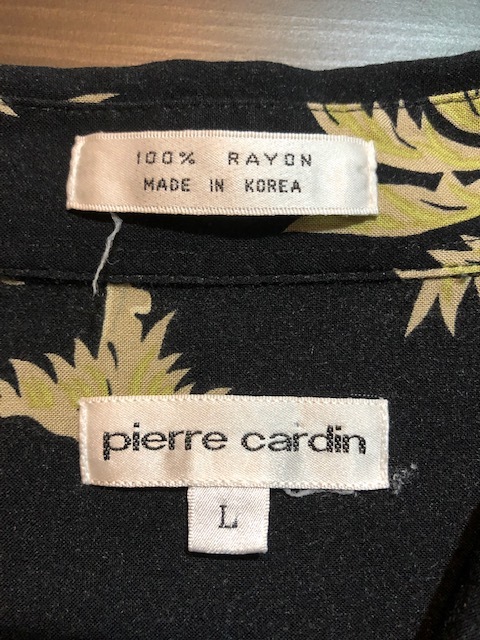 100% RAYON
MADE IN KOREA
pierre cardin
L